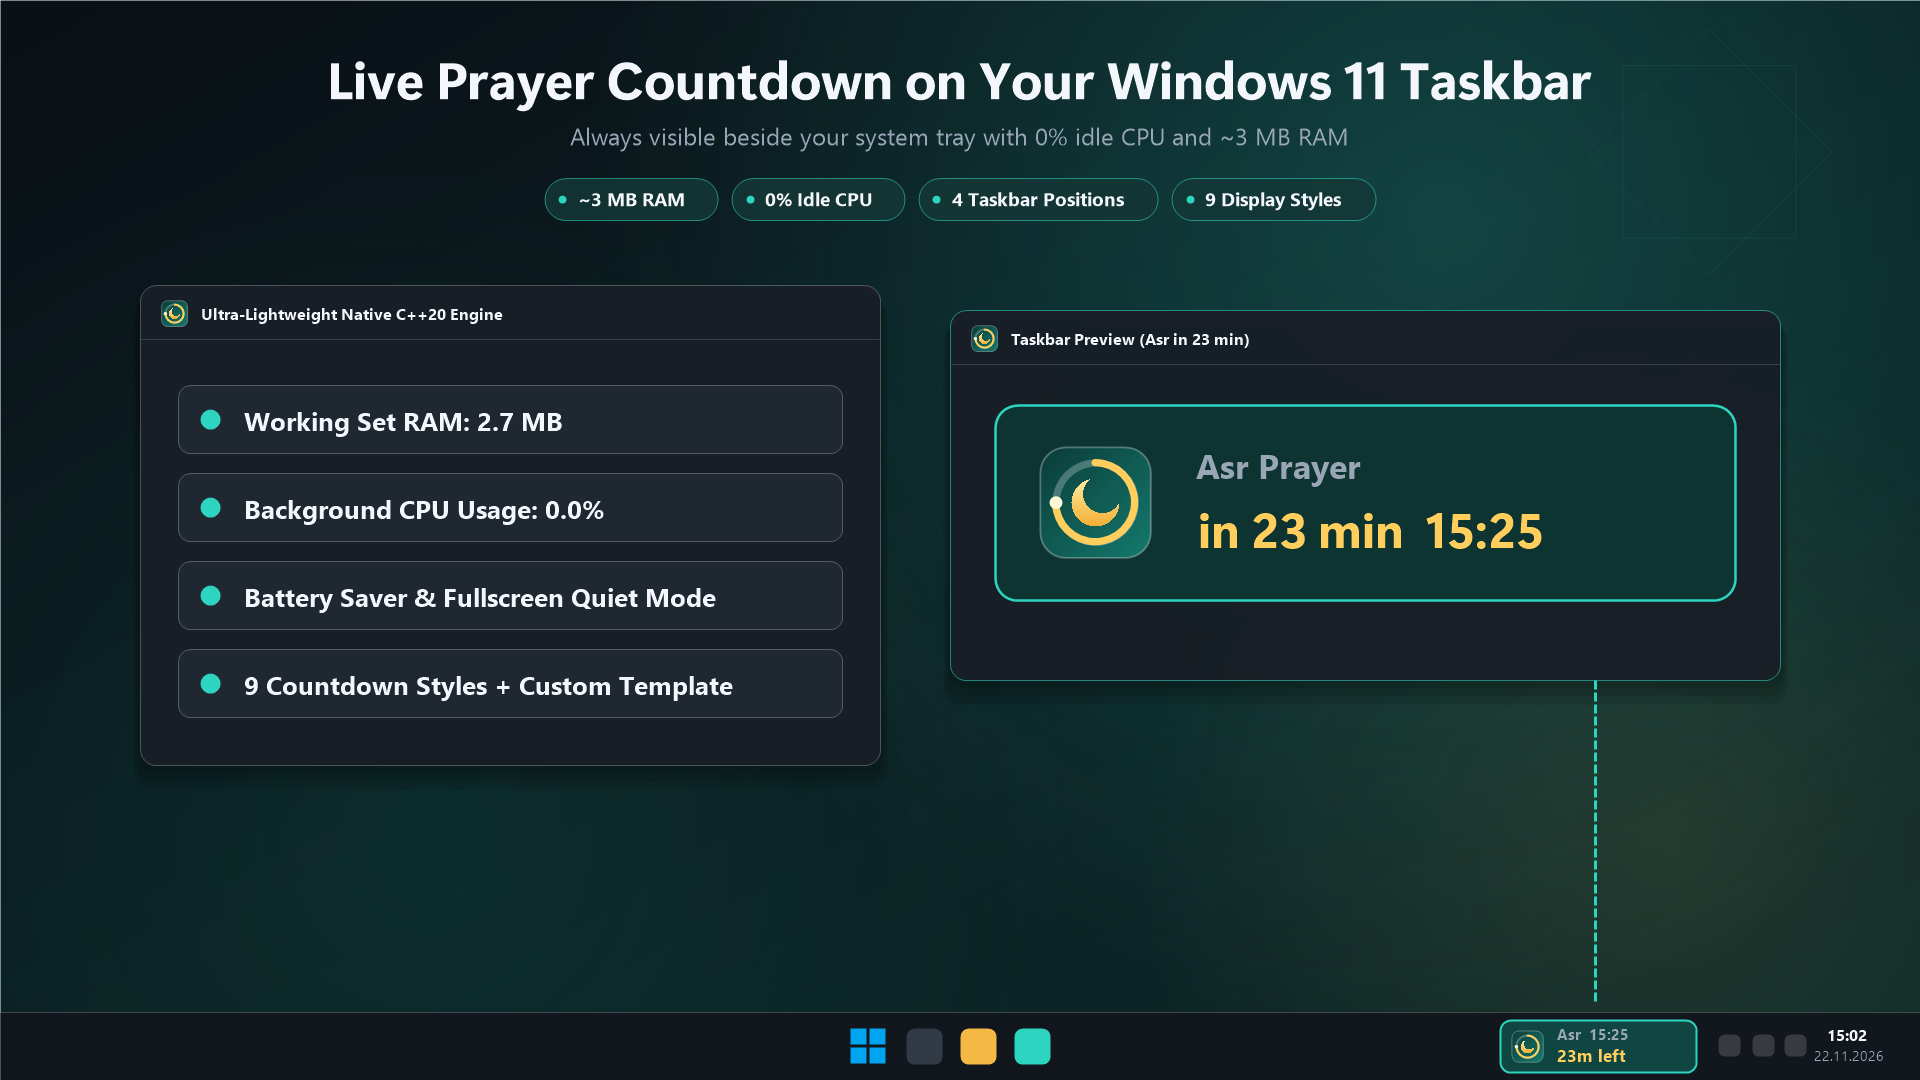 Live Prayer Countdown on Your Windows 11 Taskbar
Always visible beside your system tray with 0% idle CPU and ~3 MB RAM
~3 MB RAM
0% Idle CPU
4 Taskbar Positions
9 Display Styles
Ultra-Lightweight Native C++20 Engine
Working Set RAM: 2.7 MB
Background CPU Usage: 0.0%
Battery Saver & Fullscreen Quiet Mode
9 Countdown Styles + Custom Template
Taskbar Preview (Asr in 23 min)
Asr Prayer
in 23 min 15:25
Asr 15:25
23m left
15:02
22.11.2026